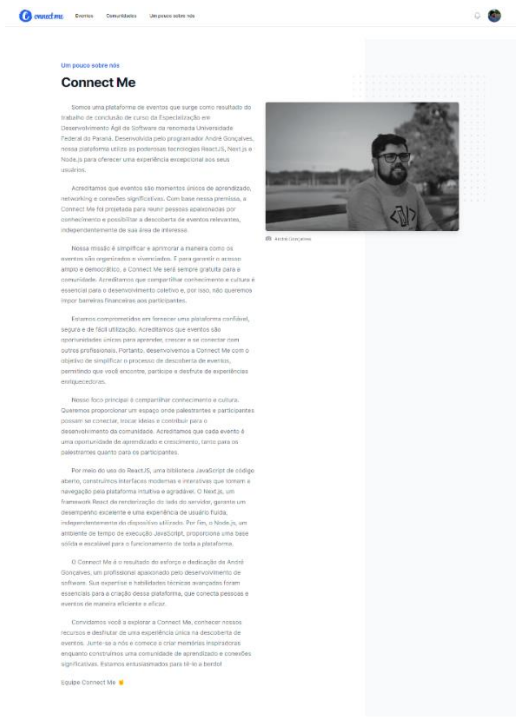 Connect me Eventos Comunidades Um pouco sobre nós
Um pouco sobre nós
Connect Me
Somos uma plataforma de eventos que surge como resultado do
trabalho de conclusão de curso da Especialização em
Desenvolvimento Ágil de Software da renomada Universidade
Federal do Paraná. Desenvolvida pelo programador André Gonçalves,
nossa plataforma utiliza as poderosas tecnologias ReactJS, Next.js e
Node.js para oferecer uma experiência excepcional aos seus
usuários.
Acreditamos que eventos são momentos únicos de aprendizado,
networking e conexões significativas. Com base nessa premissa, a
Connect Me foi projetada para reunir pessoas apaixonadas por
conhecimento e possibilitar a descoberta de eventos relevantes,
independentemente de sua área de interesse.
Nossa missão é simplificar e aprimorar a maneira como os
eventos são organizados e vivenciados. E para garantir o acesso
amplo e democrático, a Connect Me será sempre gratuita para a
comunidade. Acreditamos que compartilhar conhecimento e cultura é
essencial para o desenvolvimento coletivo e, por isso, não queremos
impor barreiras financeiras aos participantes.
Estamos comprometidos em fornecer uma plataforma confiável,
segura e de fácil utilização. Acreditamos que eventos são
oportunidades únicas para aprender, crescer e se conectar com
outros profissionais. Portanto, desenvolvemos a Connect Me com o
objetivo de simplificar o processo de descoberta de eventos,
permitindo que você encontre, participe e desfrute de experiências
enriquecedoras.
Nosso foco principal é compartilhar conhecimento e cultura.
Queremos proporcionar um espaço onde palestrantes e participantes
possam se conectar, trocar ideias e contribuir para o
desenvolvimento da comunidade. Acreditamos que cada evento é
uma oportunidade de aprendizado e crescimento, tanto para os
palestrantes quanto para os participantes.
Por meio do uso do ReactJS, uma biblioteca JavaScript de código
aberto, construímos interfaces modernas e interativas que tornam a
navegação pela plataforma intuitiva e agradável. O Next.js, um
framework React de renderização do lado do servidor, garante um
desempenho excelente e uma experiência de usuário fluida,
independentemente do dispositivo utilizado. Por fim, o Node.js, um
ambiente de tempo de execução JavaScript, proporciona uma base
sólida e escalável para o funcionamento de toda a plataforma.
O Connect Me é o resultado do esforço e dedicação de André
Gonçalves, um profissional apaixonado pelo desenvolvimento de
software. Sua expertise e habilidades técnicas avançadas foram
essenciais para a criação dessa plataforma, que conecta pessoas e
eventos de maneira eficiente e eficaz.
Convidamos você a explorar a Connect Me, conhecer nossos
recursos e desfrutar de uma experiência única na descoberta de
eventos. Junte-se a nós e comece a criar memórias inspiradoras
enquanto construímos uma comunidade de aprendizado e conexões
significativas. Estamos entusiasmados para tê-lo a bordo!
Equipe Connect Me
André Gonçalves